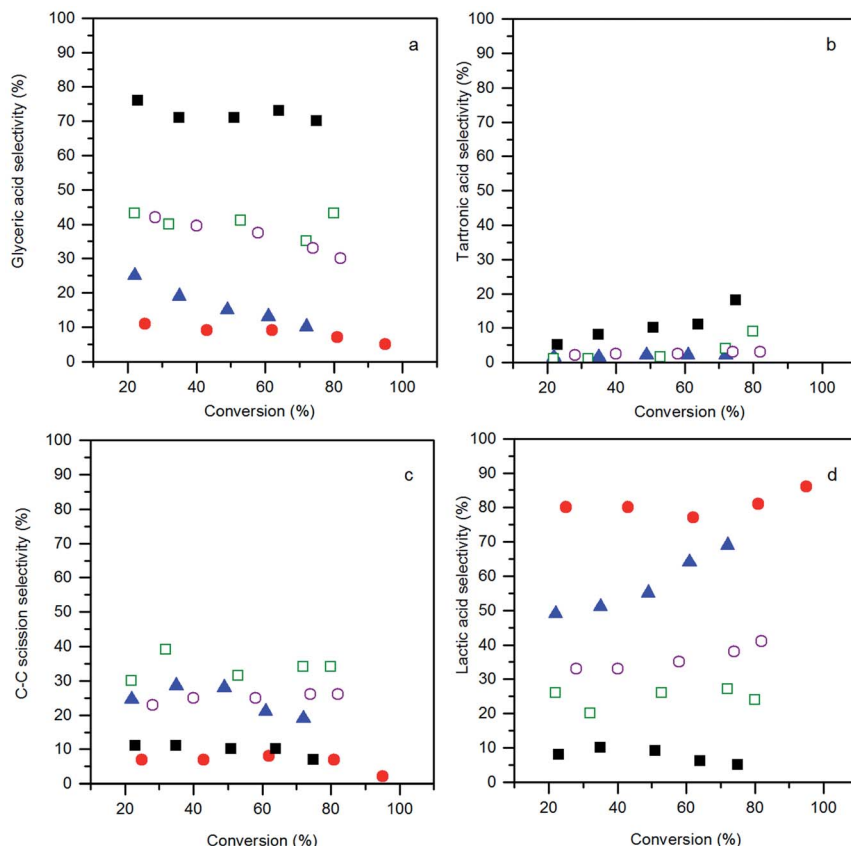 a
Glyceric acid selectivity (%)
100
90
80
70
60
50
40
30
20
10
0
20 40 60 80 100
Conversion (%)
b
Tartronic acid selectivity (%)
100
90
80
70
60
50
40
30
20
10
0
20 40 60 80 100
Conversion (%)
c
C-C scission selectivity (%)
100
90
80
70
60
50
40
30
20
10
0
20 40 60 80 100
Conversion (%)
d
Lactic acid selectivity (%)
100
90
80
70
60
50
40
30
20
10
0
20 40 60 80 100
Conversion (%)